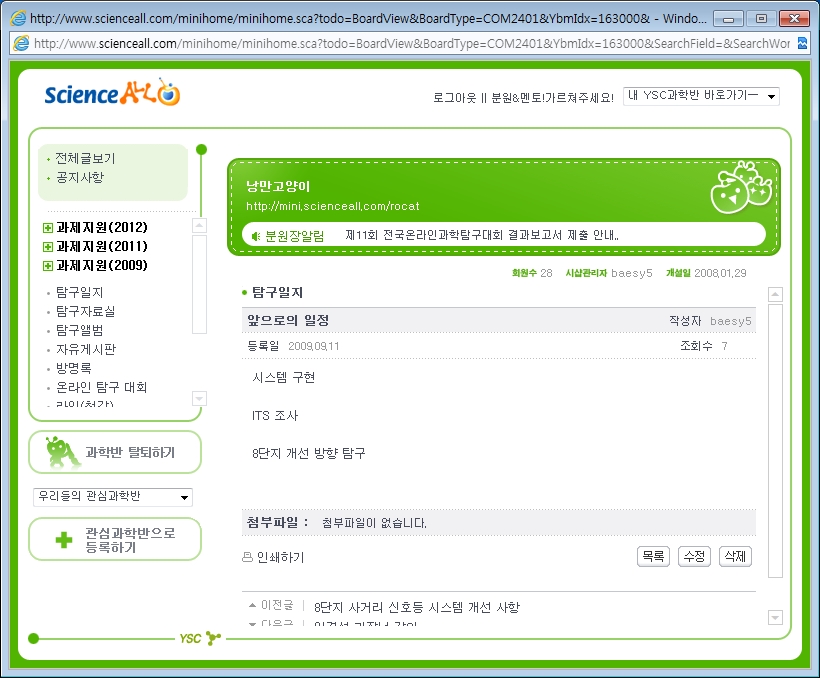 http://www.scienceall.com/minihome/minihome.sca?todo=BoardView&BoardType=COM2401&YbmIdx=163000& - Windo...
http://www.scienceall.com/minihome/minihome.sca?todo=BoardView&BoardType=COM2401&YbmIdx=163000&SearchField=&SearchWor
Science ALL
로그아웃 || 분원&멘토!가르쳐주세요!
내 YSC과학반 바로가기ㅡ
전체글보기
공지사항
과제지원(2012)
과제지원(2011)
과제지원(2009)
탐구일지
탐구자료실
탐구앨범
자유게시판
방명록
온라인 탐구 대회
과학반 탈퇴하기
우리들의 관심과학반
관심과학반으로
등록하기
낭만고양이
http://mini.scienceall.com/rocat
분원장알림 제11회 전국온라인과학탐구대회 결과보고서 제출 안내..
회원수 28 시샵관리자 baesy5 개설일 2008.01.29
탐구일지
앞으로의 일정 작성자 baesy5
등록일 2009.09.11 조회수 7
시스템 구현
ITS 조사
8단지 개선 방향 탐구
첨부파일 : 첨부파일이 없습니다.
인쇄하기 목록 수정 삭제
이전글 | 8단지 사거리 신호등 시스템 개선 사항
다음글
YSC